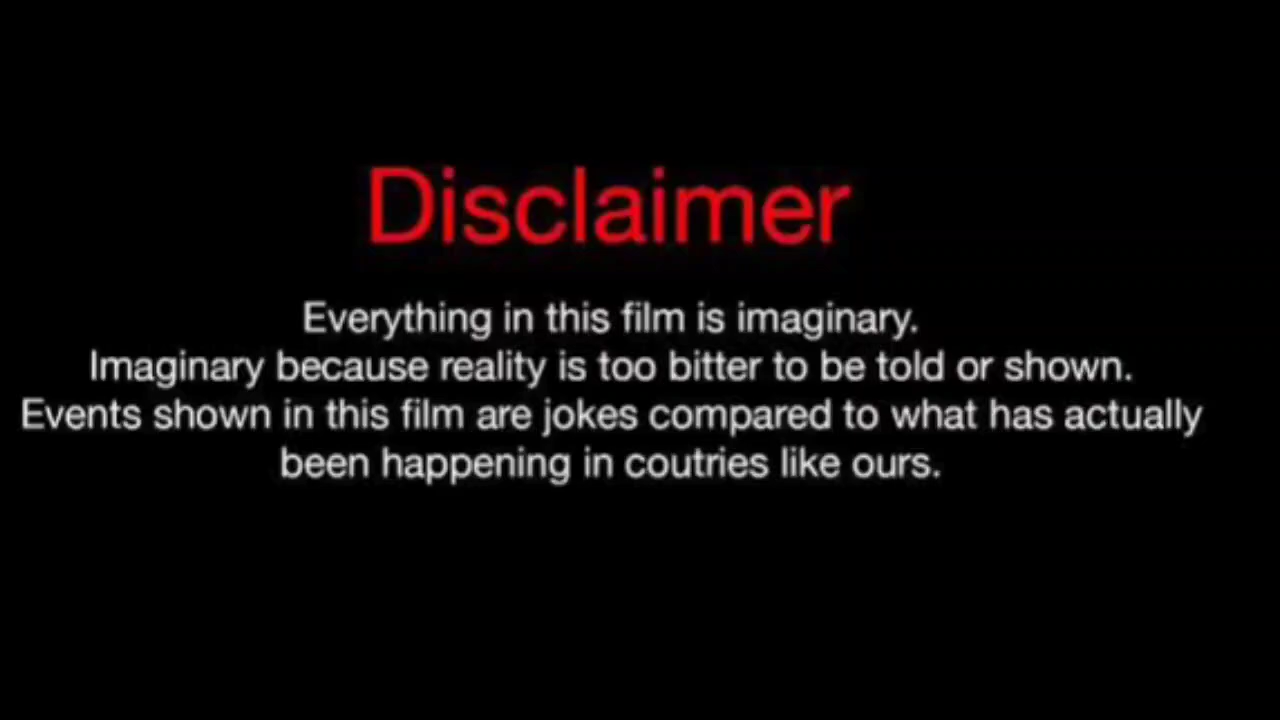 Disclaimer
Everything in this film is imaginary.
Imaginary because reality is too bitter to be told or shown.
Events shown in this film are jokes compared to what has actually
been happening in coutries like ours.